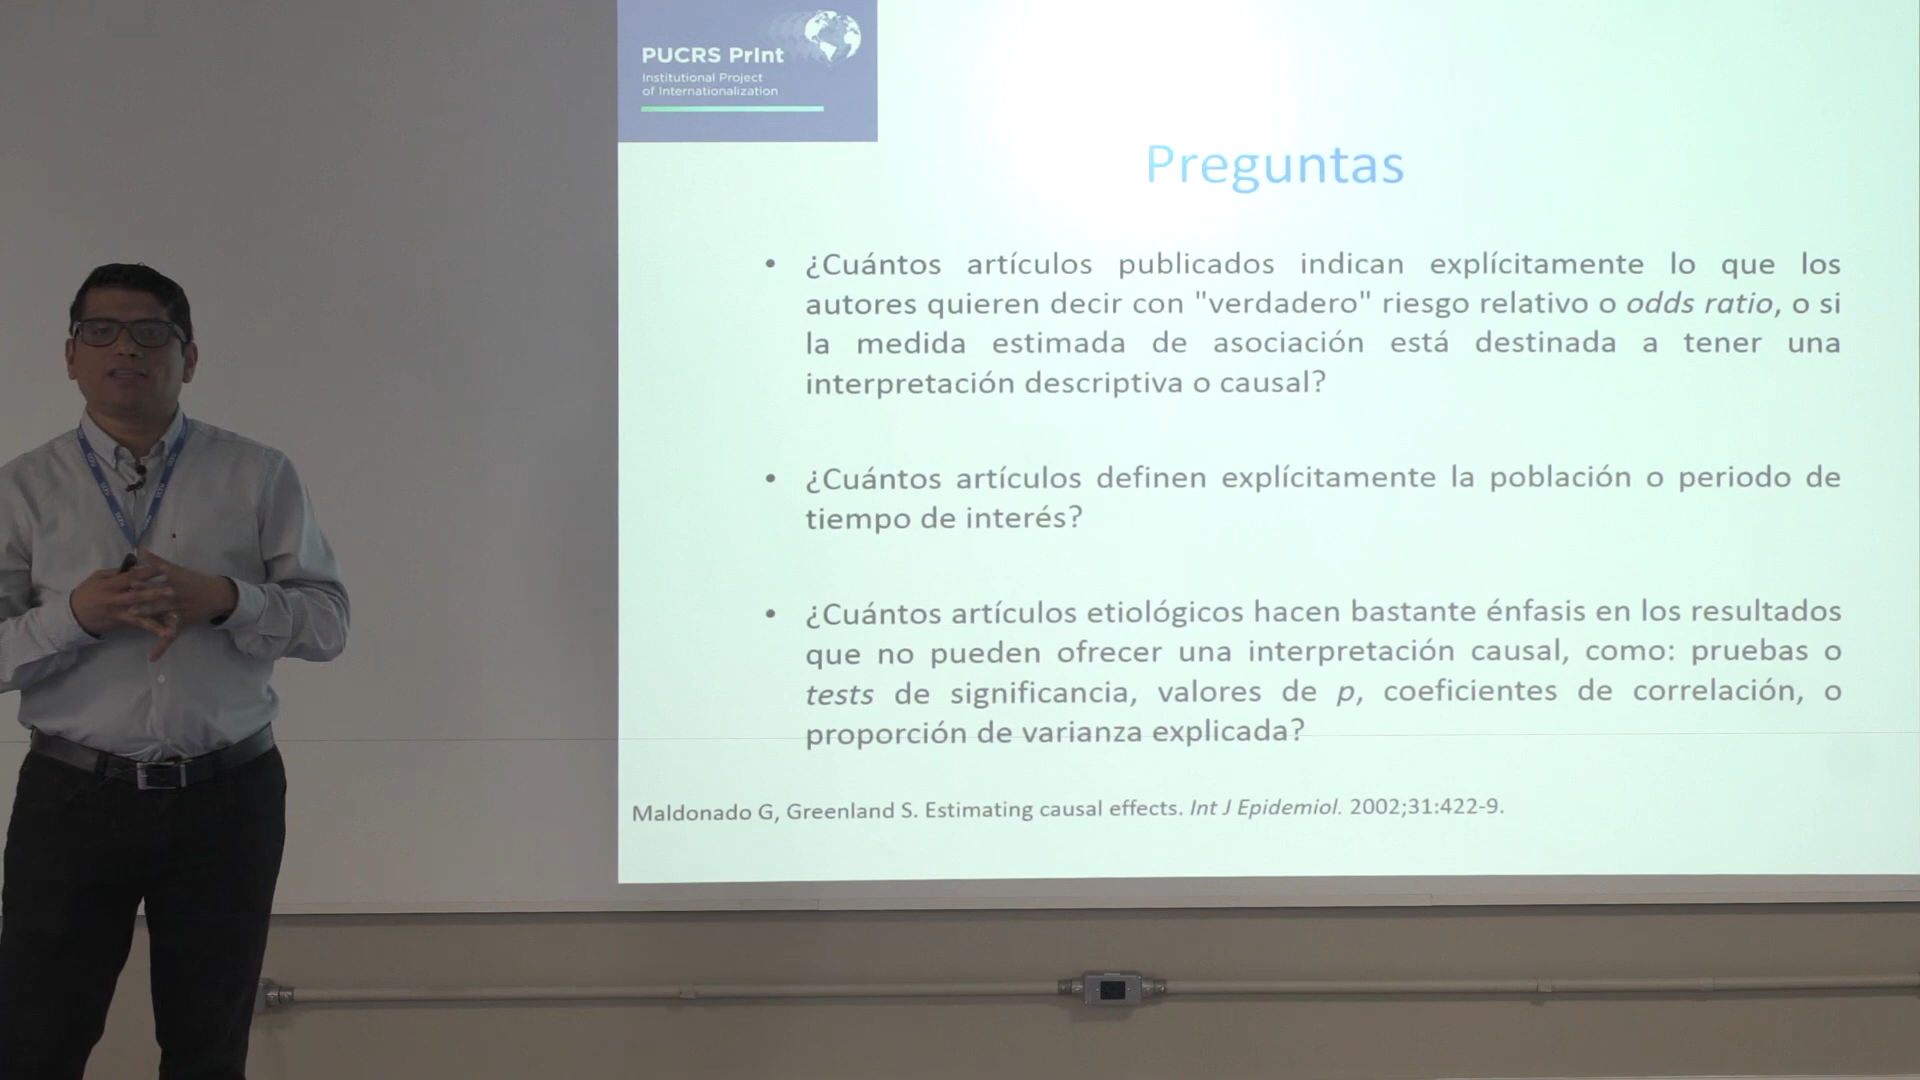 PUCRS PrInt
Institutional Project
of Internationalization
Preguntas
• ¿Cuántos artículos publicados indican explícitamente lo que los
autores quieren decir con "verdadero" riesgo relativo o odds ratio, o si
la medida estimada de asociación está destinada a tener una
interpretación descriptiva o causal?
• ¿Cuántos artículos definen explícitamente la población o periodo de
tiempo de interés?
• ¿Cuántos artículos etiológicos hacen bastante énfasis en los resultados
que no pueden ofrecer una interpretación causal, como: pruebas o
tests de significancia, valores de p, coeficientes de correlación, o
proporción de varianza explicada?
Maldonado G, Greenland S. Estimating causal effects. Int J Epidemiol. 2002;31:422-9.